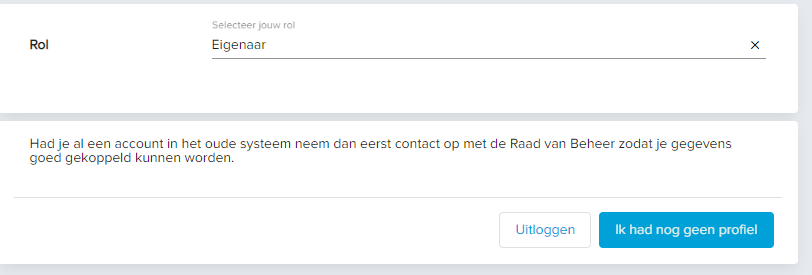 Selecteer jouw rol
Rol
Eigenaar
Had je al een account in het oude systeem neem dan eerst contact op met de Raad van Beheer zodat je gegevens
goed gekoppeld kunnen worden.
Uitloggen
Ik had nog geen profiel